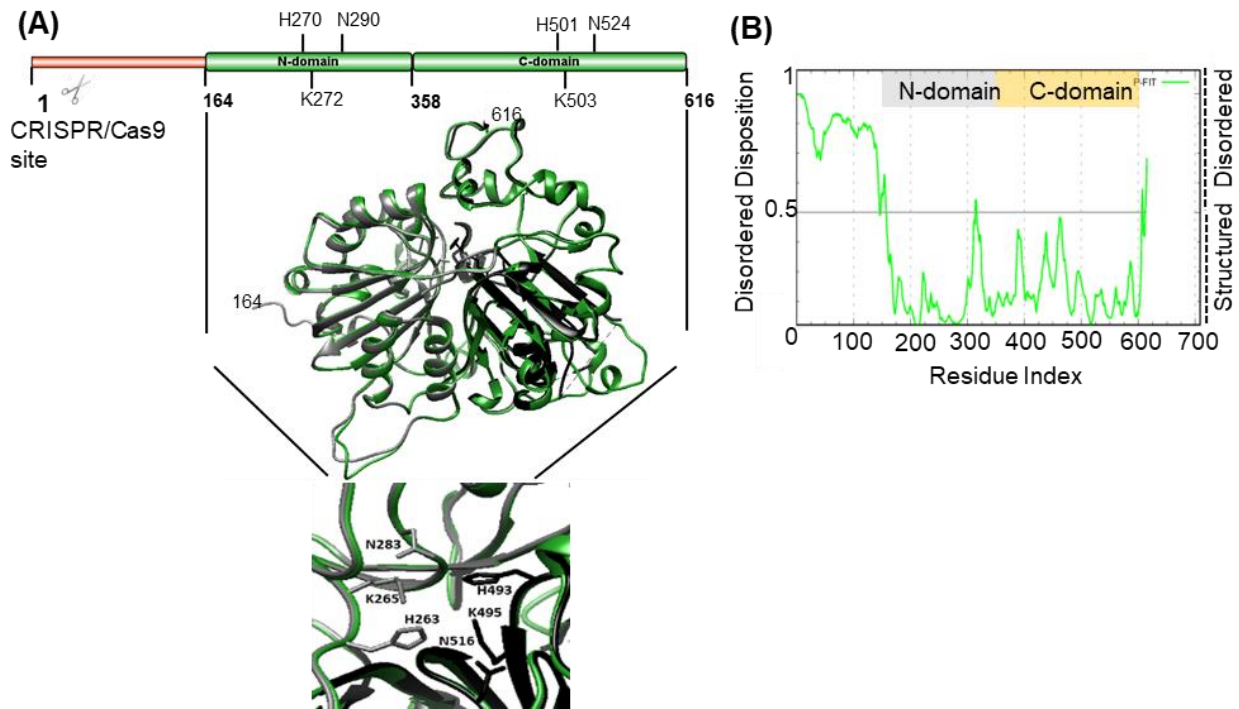 (A)
H270 N290 H501 N524
N-domain C-domain
1 164 K272 358 K503 616
CRISPR/Cas9
site
616
164
N283
K265
H493
H263
K495
N516
(B)
1
N-domain C-domain P-FIT
0.5
0 100 200 300 400 500 600 700
Residue Index
Disordered Disposition
Structured Disordered